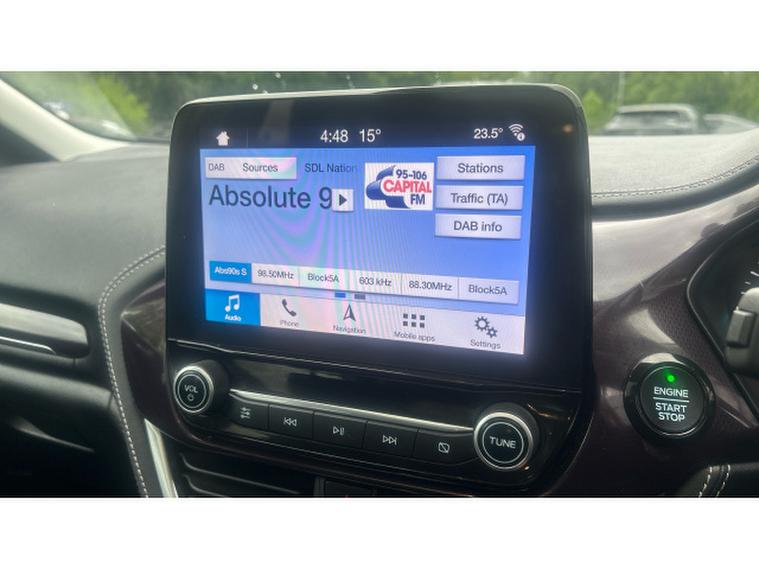 4:48 15° 23.5°
DAB Sources SDL Nation Stations
95-106 CAPITAL FM
Absolute 9 Traffic (TA)
DAB info
Abs90s S 98.50MHz Block5A 603 kHz 88.30MHz Block5A
Audio Phone Navigation Mobile apps Settings
VOL
TUNE
ENGINE
START
STOP